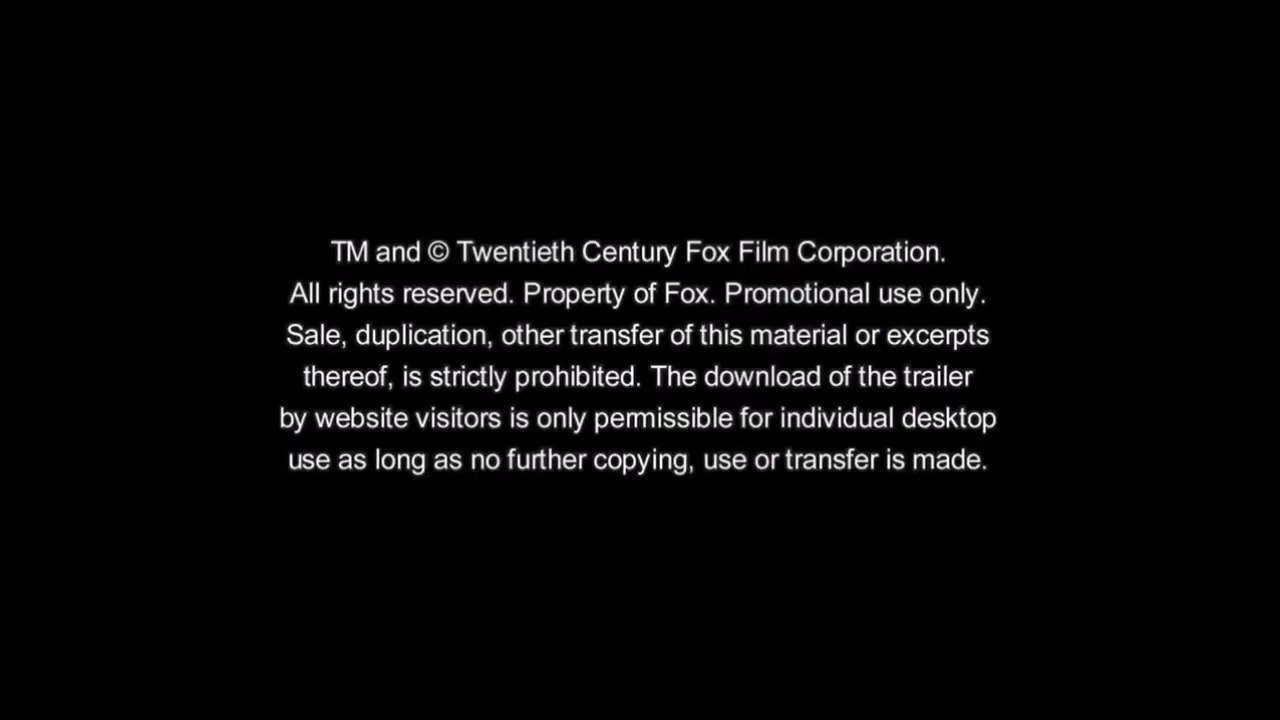 TM and © Twentieth Century Fox Film Corporation.
All rights reserved. Property of Fox. Promotional use only.
Sale, duplication, other transfer of this material or excerpts
thereof, is strictly prohibited. The download of the trailer
by website visitors is only permissible for individual desktop
use as long as no further copying, use or transfer is made.